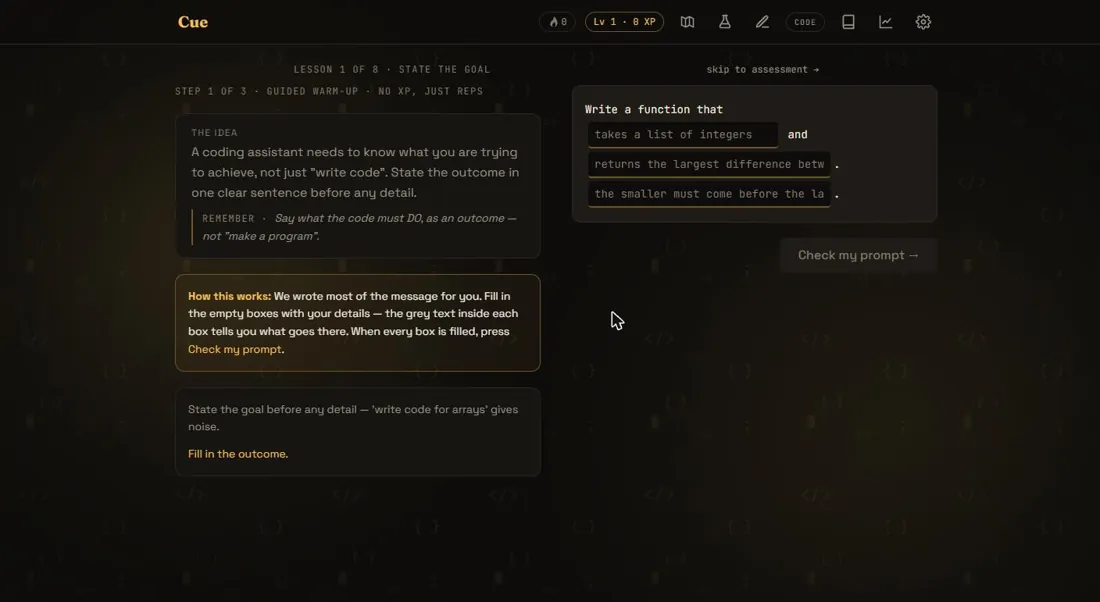 Cue
0
Lv 1 · 0 XP
CODE
LESSON 1 OF 8 · STATE THE GOAL
skip to assessment →
STEP 1 OF 3 · GUIDED WARM-UP · NO XP, JUST REPS
THE IDEA
A coding assistant needs to know what you are trying
to achieve, not just "write code". State the outcome in
one clear sentence before any detail.
REMEMBER · Say what the code must DO, as an outcome —
not "make a program".
How this works: We wrote most of the message for you. Fill in
the empty boxes with your details — the grey text inside each
box tells you what goes there. When every box is filled, press
Check my prompt.
State the goal before any detail — 'write code for arrays' gives
noise.
Fill in the outcome.
Write a function that
takes a list of integers and
returns the largest difference betw .
the smaller must come before the la .
Check my prompt →